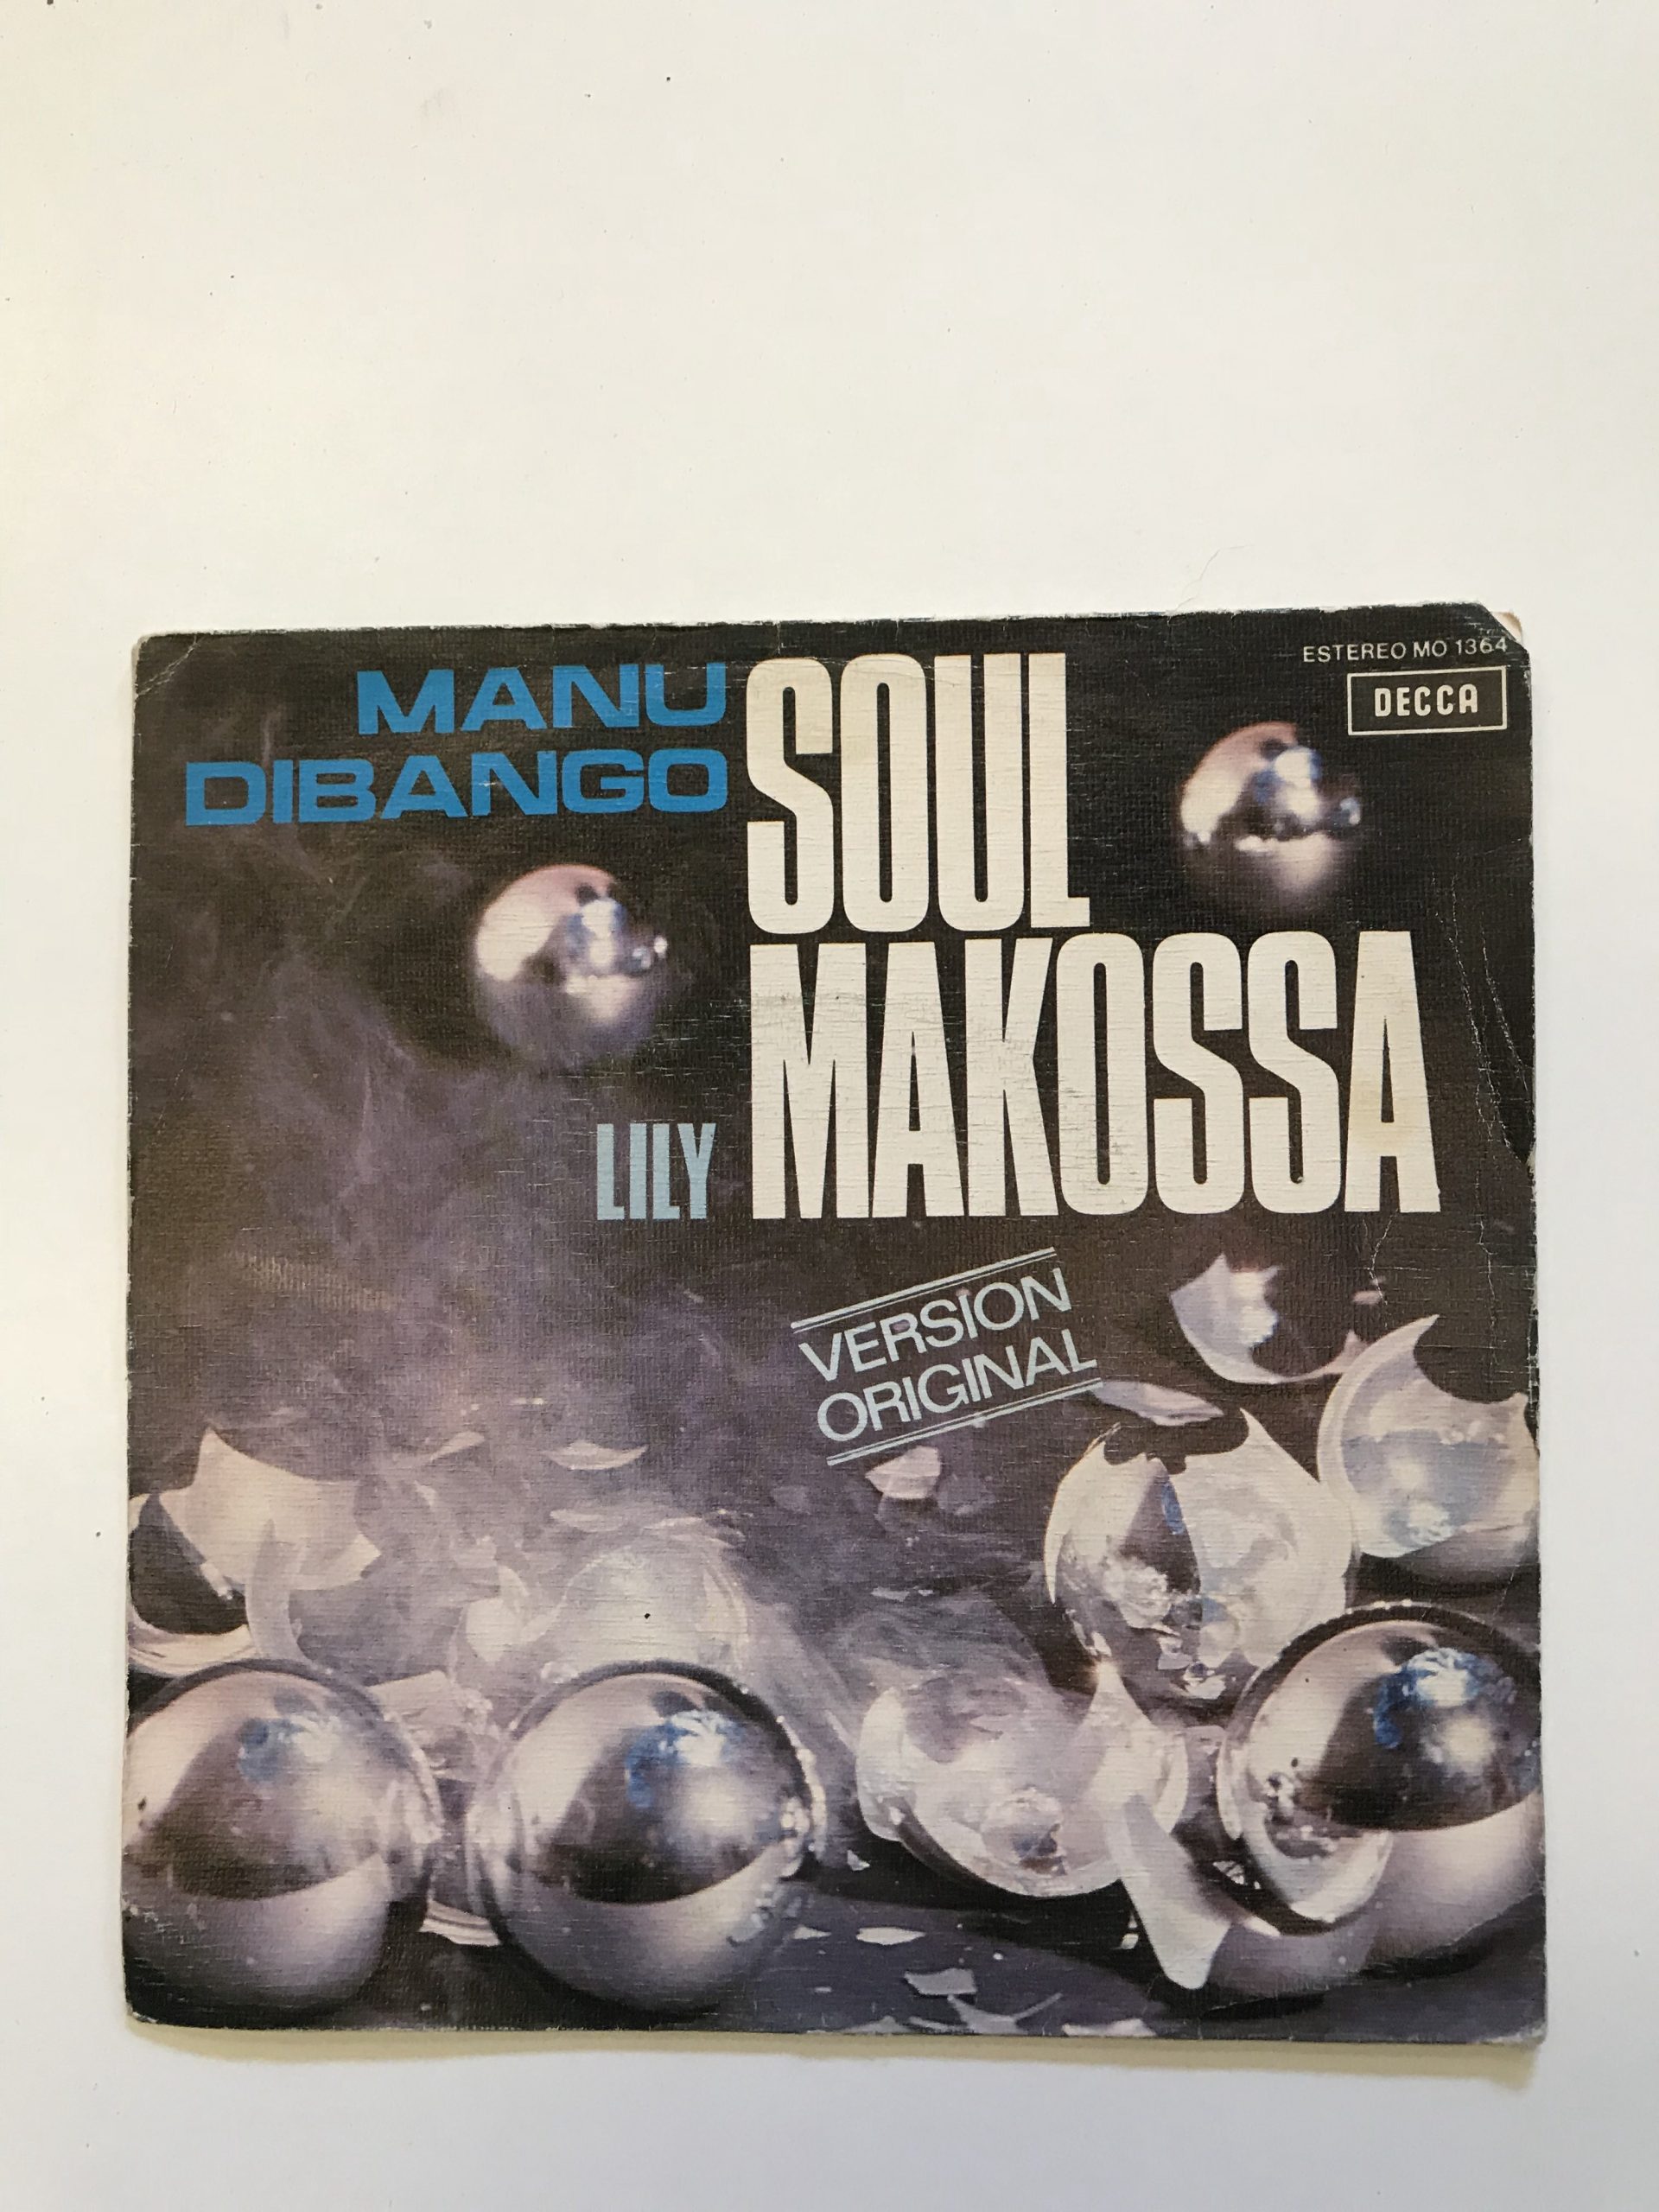 MANU
DIBANGO
SOUL
MAKOSSA
LILY
ESTEREO MO 1364
DECCA
VERSION
ORIGINAL